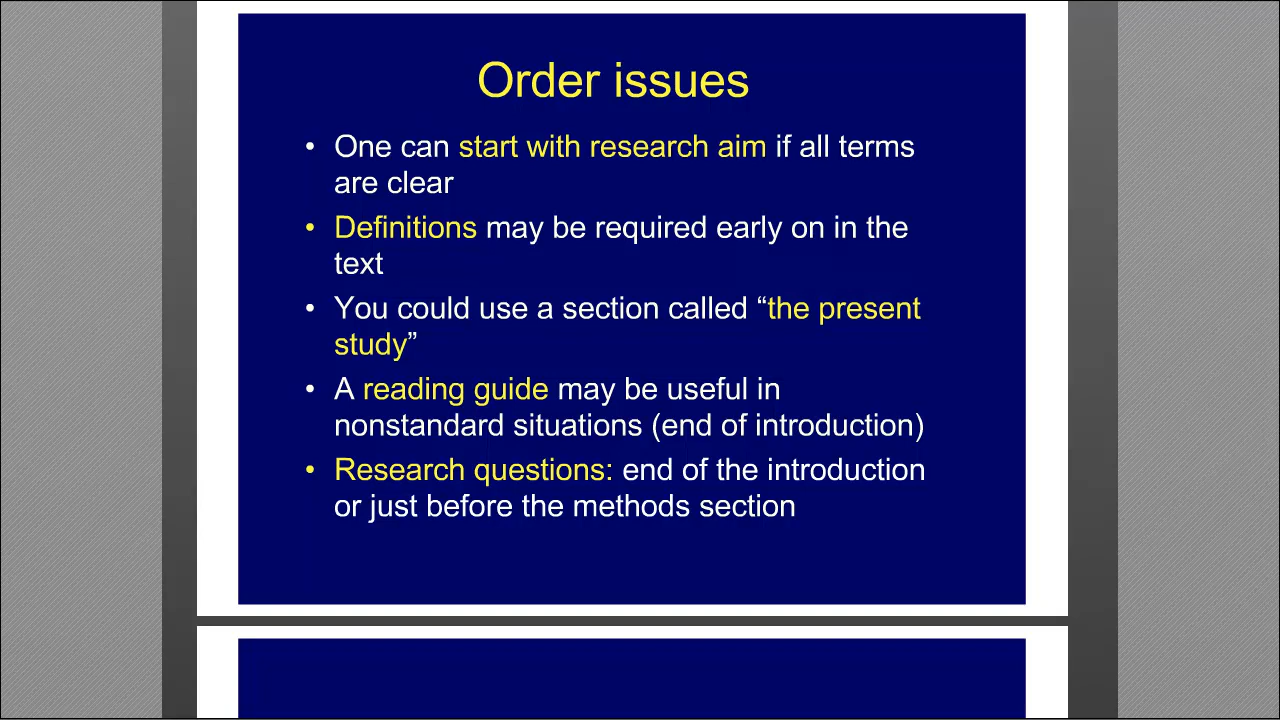 Order issues
• One can start with research aim if all terms
are clear
• Definitions may be required early on in the
text
• You could use a section called “the present
study”
• A reading guide may be useful in
nonstandard situations (end of introduction)
• Research questions: end of the introduction
or just before the methods section